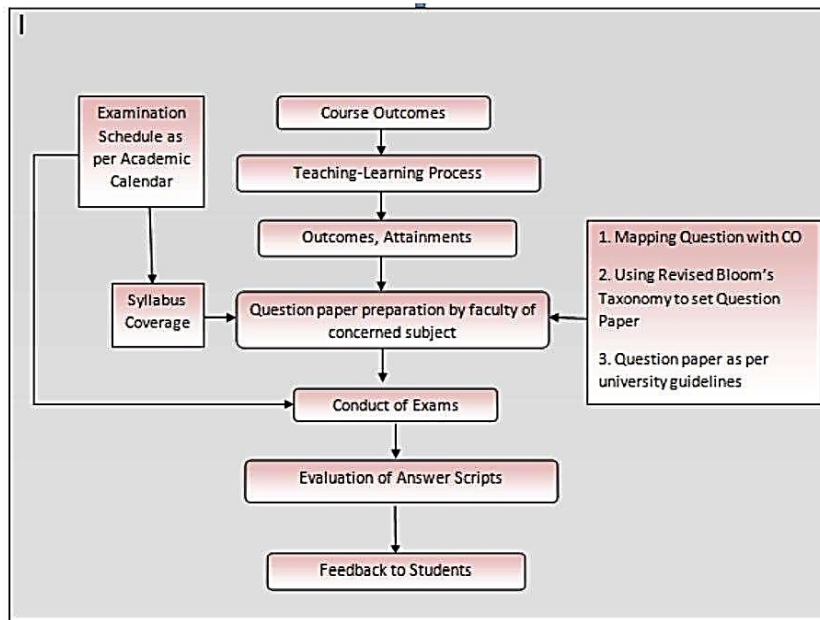 Examination
Schedule as
per Academic
Calendar
Course Outcomes
Teaching-Learning Process
Outcomes, Attainments
Syllabus
Coverage
Question paper preparation by faculty of
concerned subject
1. Mapping Question with CO
2. Using Revised Bloom's
Taxonomy to set Question
Paper
3. Question paper as per
university guidelines
Conduct of Exams
Evaluation of Answer Scripts
Feedback to Students